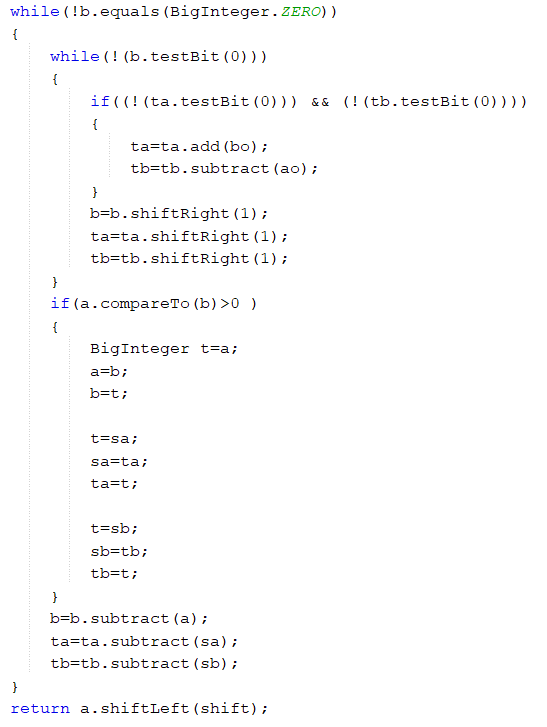 while(!b.equals(BigInteger.ZERO))
{
while(!(b.testBit(0)))
{
if((!(ta.testBit(0))) && (!(tb.testBit(0))))
{
ta=ta.add(bo);
tb=tb.subtract(ao);
}
b=b.shiftRight(1);
ta=ta.shiftRight(1);
tb=tb.shiftRight(1);
}
if(a.compareTo(b)>0 )
{
BigInteger t=a;
a=b;
b=t;
t=sa;
sa=ta;
ta=t;
t=sb;
sb=tb;
tb=t;
}
b=b.subtract(a);
ta=ta.subtract(sa);
tb=tb.subtract(sb);
}
return a.shiftLeft(shift);